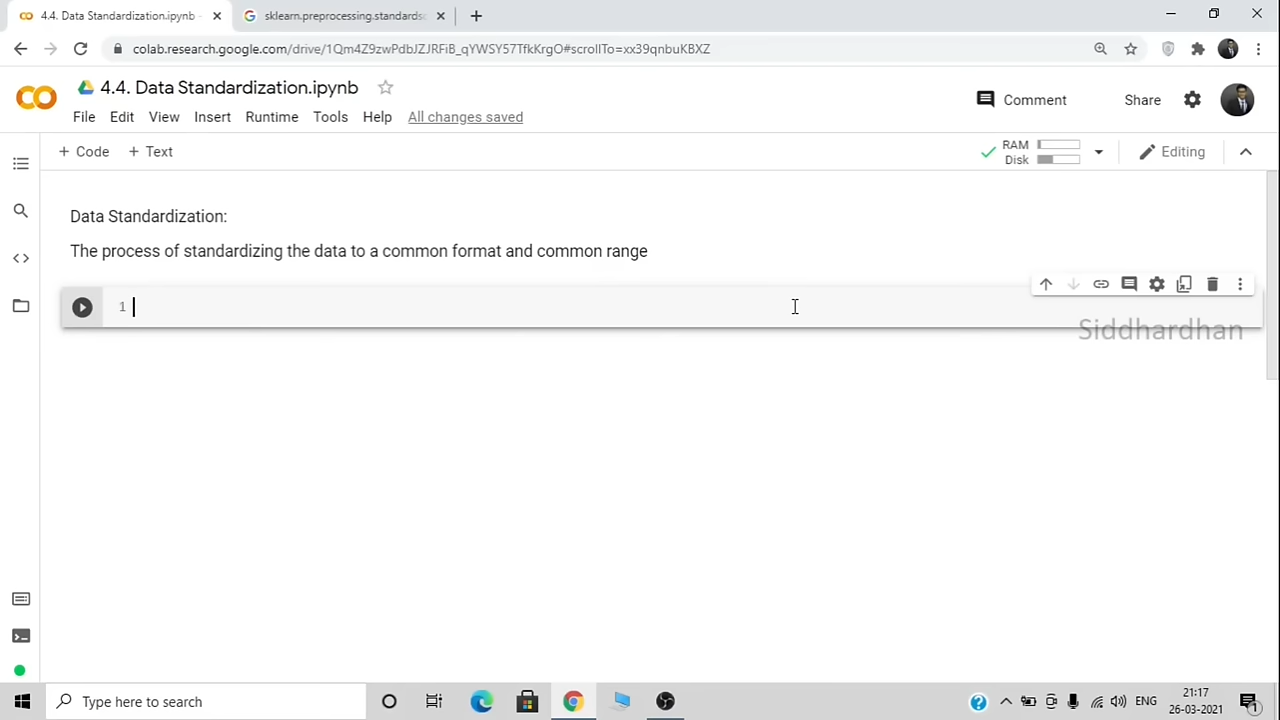 4.4. Data Standardization.ipynb
sklearn.preprocessing.standardsc
colab.research.google.com/drive/1Qm4Z9zwPdbJZJRFiB_qYWSY57TfkKrgO#scrollTo=xx39qnbuKBXZ
4.4. Data Standardization.ipynb
Comment
Share
File Edit View Insert Runtime Tools Help All changes saved
+ Code + Text
RAM
Disk
Editing
Data Standardization:
The process of standardizing the data to a common format and common range
1
Siddhardhan
Type here to search
ENG
21:17
26-03-2021
1